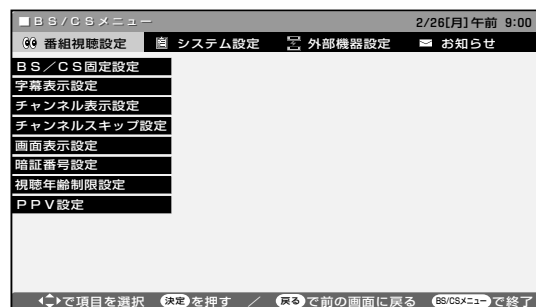 ■BS/CSメニュー 2/26[月]午前 9:00
番組視聴設定 システム設定 外部機器設定 お知らせ
BS/CS固定設定
字幕表示設定
チャンネル表示設定
チャンネルスキップ設定
画面表示設定
暗証番号設定
視聴年齢制限設定
PPV設定
で項目を選択 決定を押す / 戻るで前の画面に戻る BS/CSメニューで終了